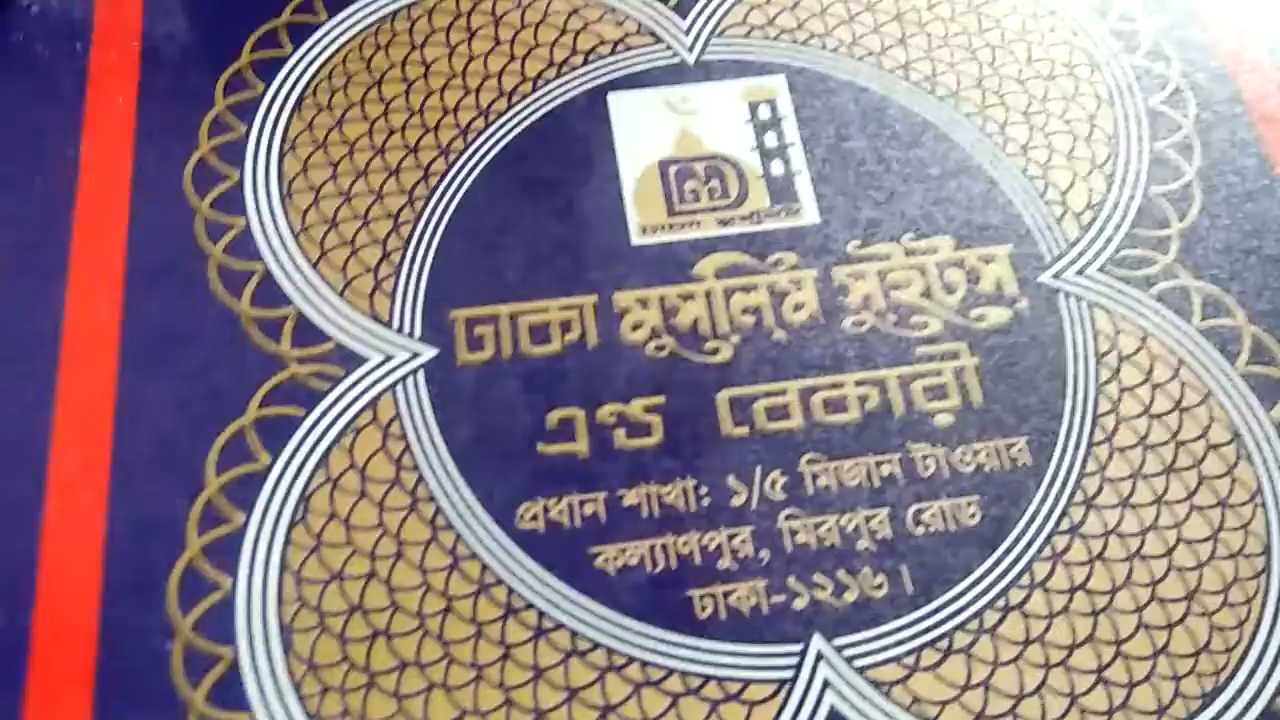 ঢাকা মুসলিম সুইটস্
এন্ড বেকারী
প্রধান শাখাঃ ১/৫ মিজান টাওয়ার
কল্যাণপুর, মিরপুর রোড
ঢাকা-১২১৬।